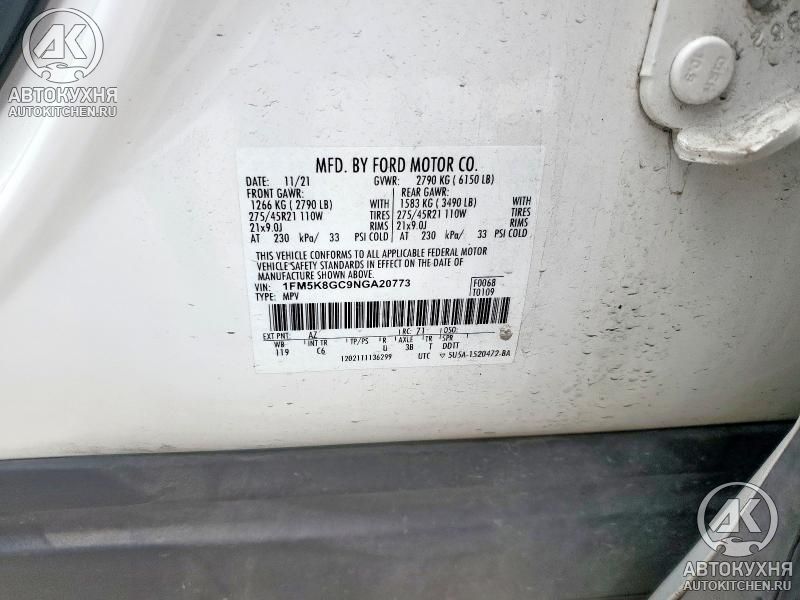 АК
АВТОКУХНЯ
AUTOKITCHEN.RU
MFD. BY FORD MOTOR CO.
DATE: 11/21 GVWR: 2790 KG ( 6150 LB)
FRONT GAWR: REAR GAWR:
1266 KG ( 2790 LB) WITH 1583 KG ( 3490 LB) WITH
275/45R21 110W TIRES 275/45R21 110W TIRES
21x9.0J RIMS 21x9.0J RIMS
AT 230 kPa/ 33 PSI COLD AT 230 kPa/ 33 PSI COLD
THIS VEHICLE CONFORMS TO ALL APPLICABLE FEDERAL MOTOR
VEHICLE SAFETY STANDARDS IN EFFECT ON THE DATE OF
MANUFACTURE SHOWN ABOVE.
VIN: 1FM5K8GC9NGA20773 F0068
TYPE: MPV T0109
EXT PNT: AZ RC: 71 DSO:
WB INT TR TP/PS R AXLE TR SPR
119 C6 U 3B T DDTT
1202111136299 UTC 5U5A-1520472-BA
АК
АВТОКУХНЯ
AUTOKITCHEN.RU